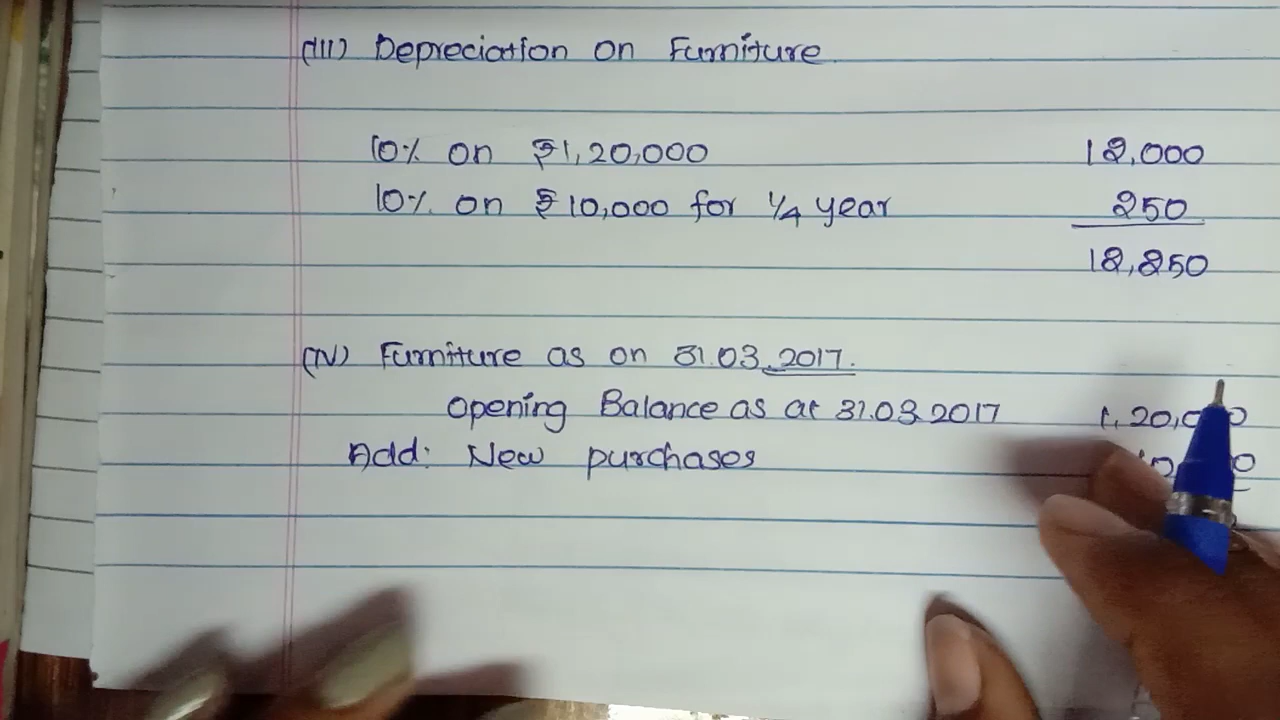 (III) Depreciation on Furniture
10% on ₹1,20,000 12,000
10% on ₹10,000 for 1/4 year 250
12,250
(IV) Furniture as on 31.03.2017.
Opening Balance as at 31.03.2017
Add: New purchases